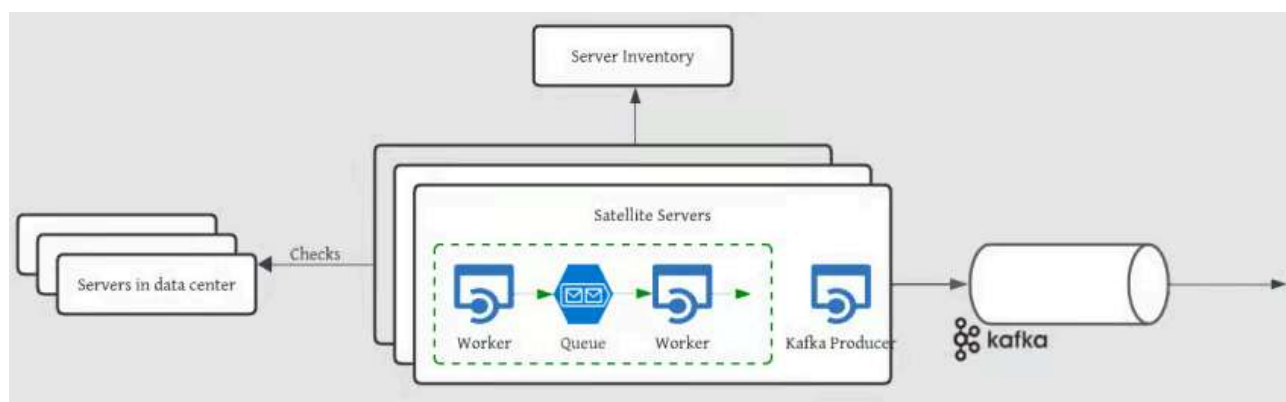 Server Inventory
Satellite Servers
Checks
Servers in data center
Worker
Queue
Worker
Kafka Producer
kafka